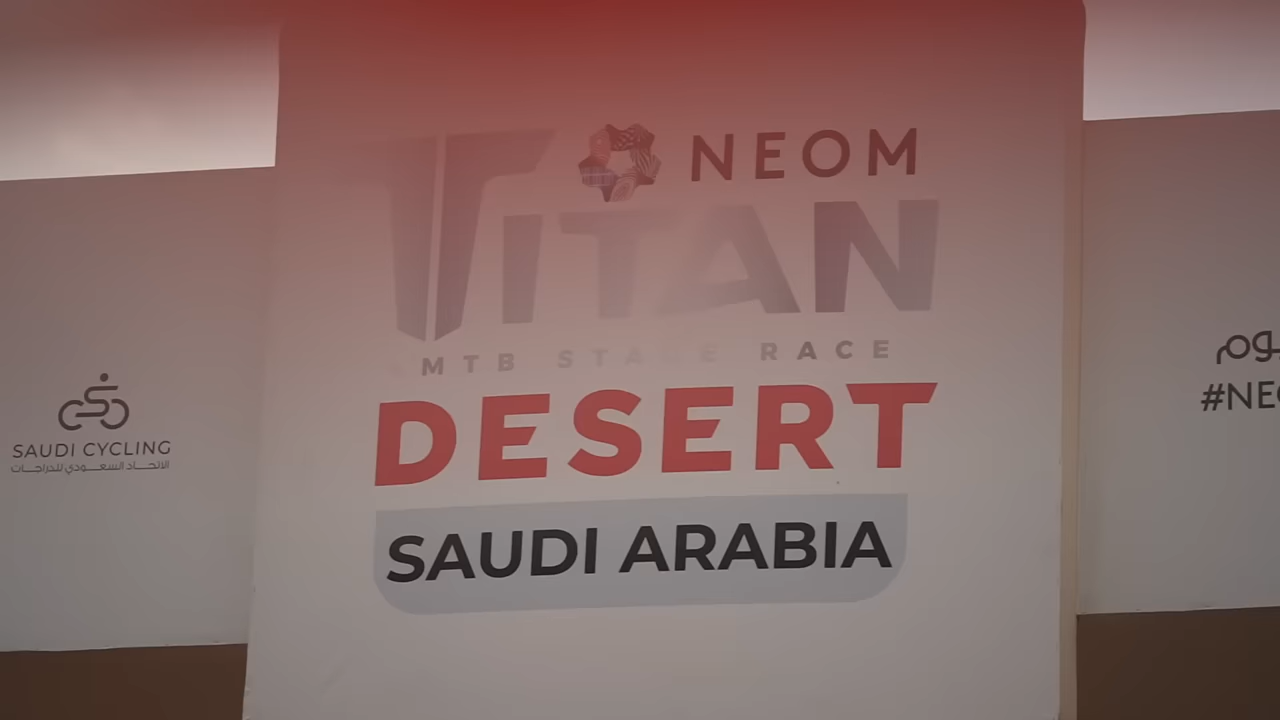 NEOM
TITAN
MTB STAGE RACE
DESERT
SAUDI ARABIA
SAUDI CYCLING
الاتحاد السعودي للدراجات